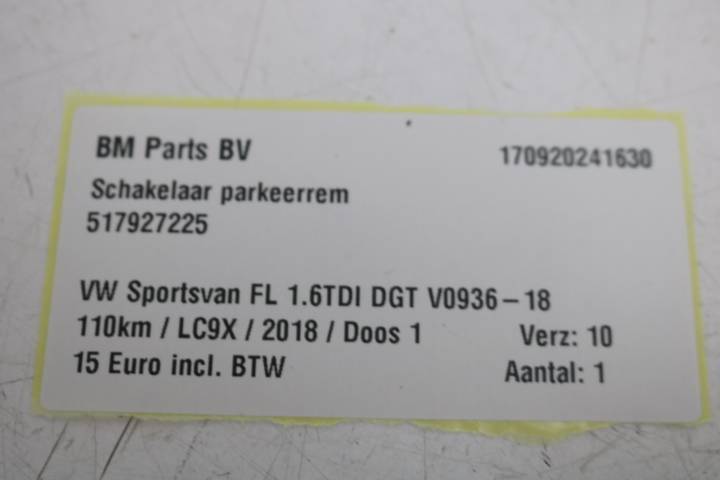 BM Parts BV 170920241630
Schakelaar parkeerrem
517927225
VW Sportsvan FL 1.6TDI DGT V0936-18
110km / LC9X / 2018 / Doos 1 Verz: 10
15 Euro incl. BTW Aantal: 1